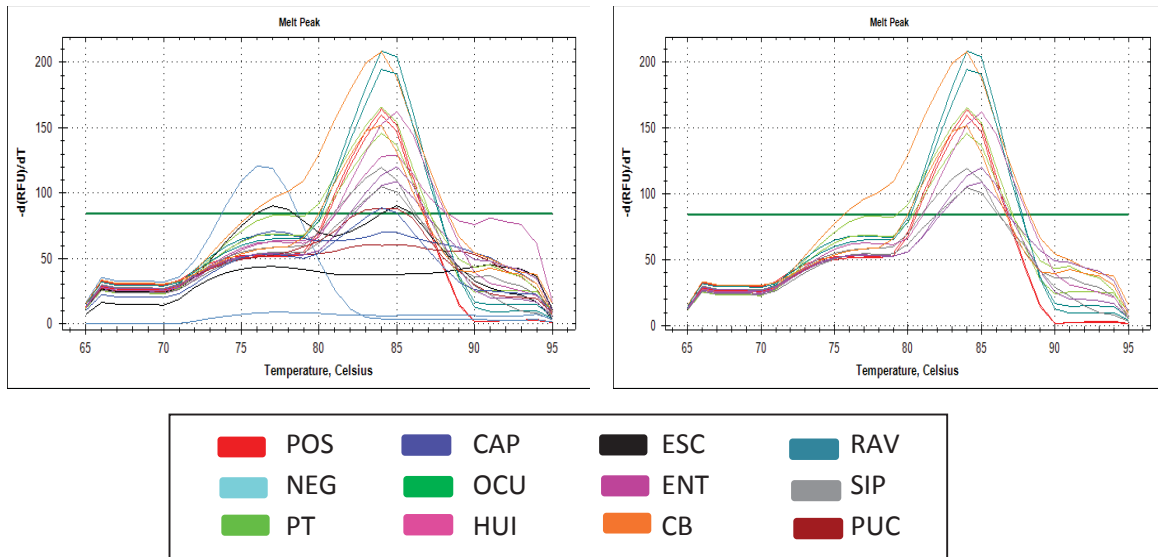 Melt Peak
-d(RFU)/dT
200
150
100
50
0
65 70 75 80 85 90 95
Temperature, Celsius
Melt Peak
-d(RFU)/dT
200
150
100
50
0
65 70 75 80 85 90 95
Temperature, Celsius
POS CAP ESC RAV
NEG OCU ENT SIP
PT HUI CB PUC